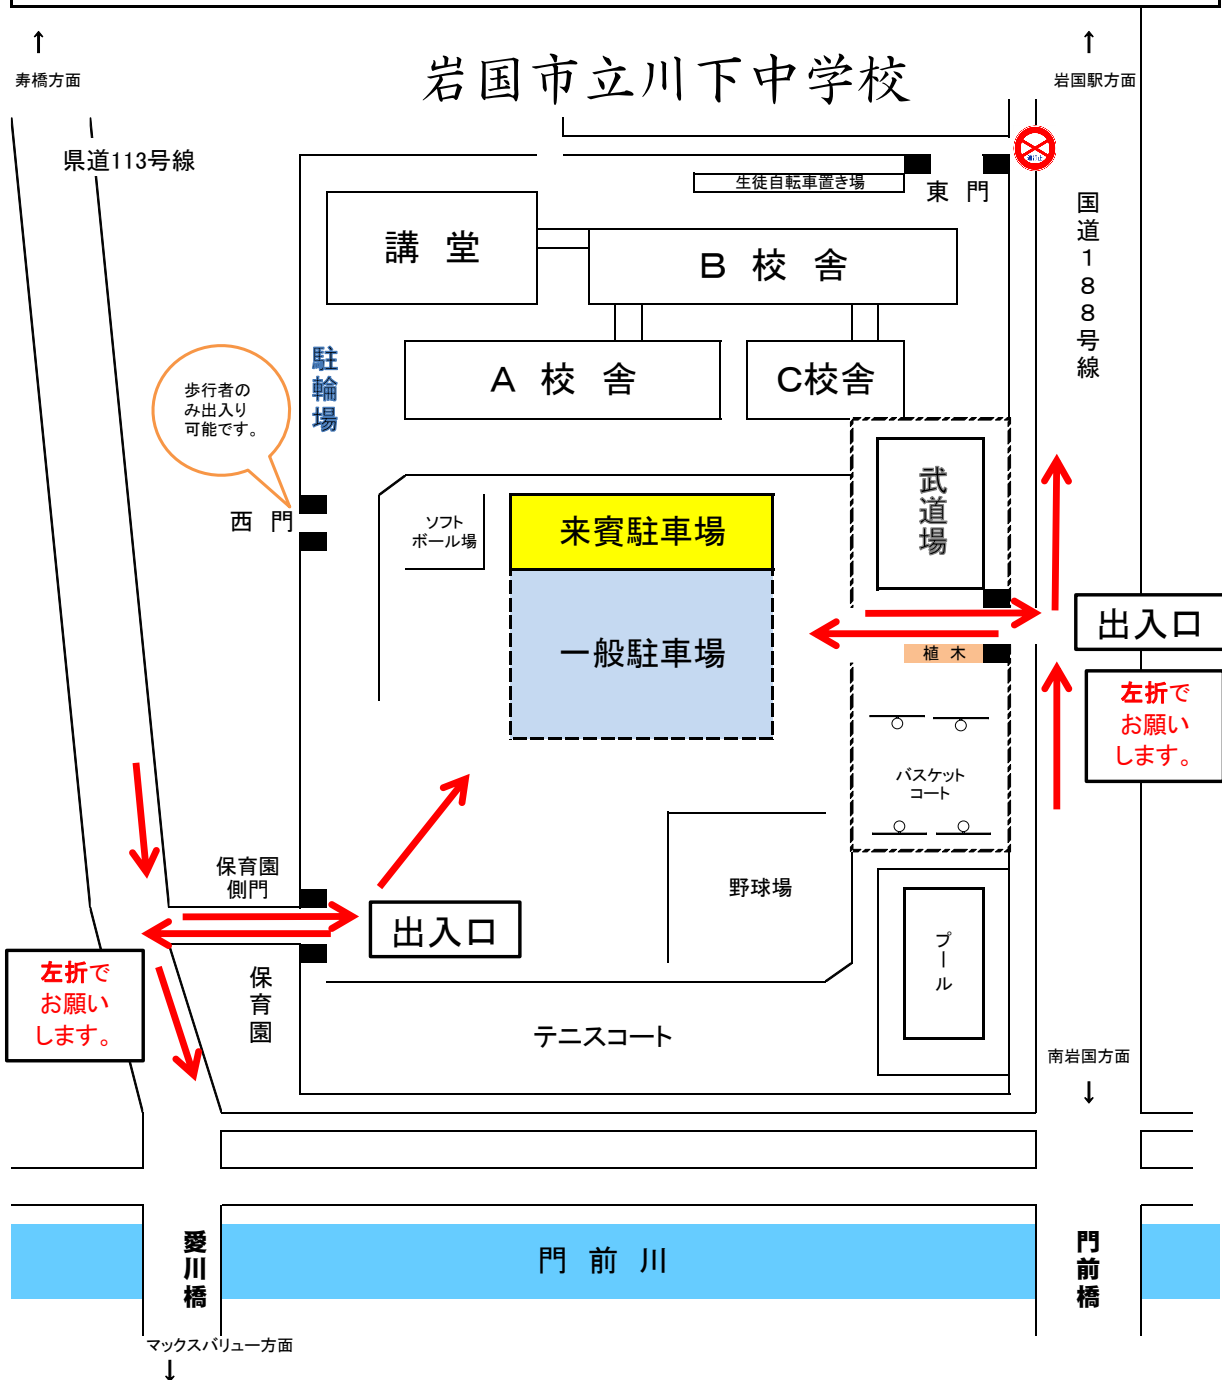 ↑
寿橋方面
岩国市立川下中学校
↑
岩国駅方面
県道113号線
生徒自転車置き場
東 門
国道188号線
講 堂
B 校 舎
A 校 舎
C校舎
駐輪場
歩行者の
み出入り
可能です。
西 門
ソフト
ボール場
来賓駐車場
一般駐車場
武道場
出入口
植 木
左折で
お願い
します。
バスケット
コート
保育園
側門
出入口
野球場
プール
左折で
お願い
します。
保育園
テニスコート
南岩国方面
↓
愛川橋
門 前 川
門前橋
マックスバリュー方面
↓